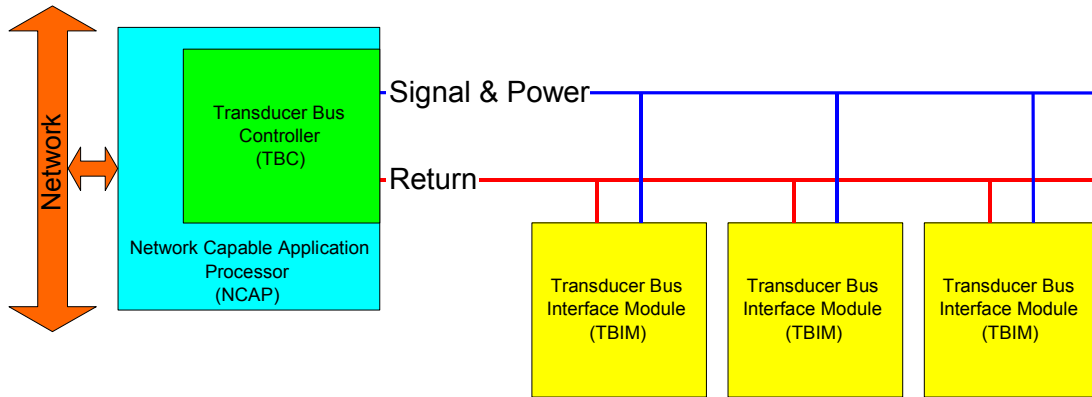 Network
Transducer Bus
Controller
(TBC)
Network Capable Application
Processor
(NCAP)
Signal & Power
Return
Transducer Bus
Interface Module
(TBIM)
Transducer Bus
Interface Module
(TBIM)
Transducer Bus
Interface Module
(TBIM)